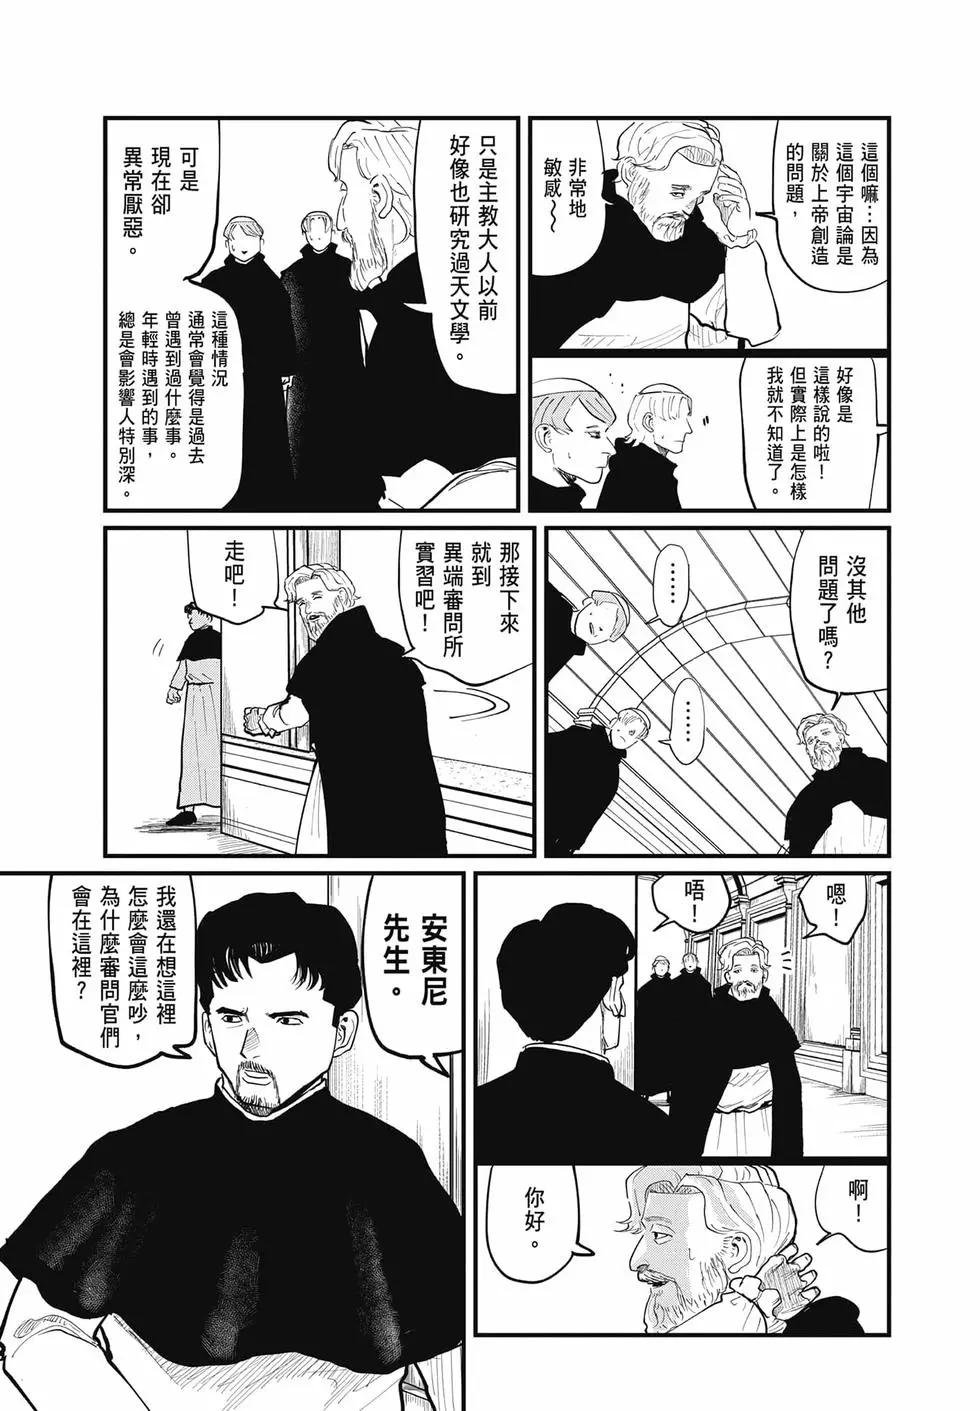 這個嘛…因為
這個宇宙論是
關於上帝創造
的問題，
非常地
敏感～
好像是
這樣說的啦！
但實際上是怎樣
我就不知道了。
只是主教大人以前
好像也研究過天文學。
可是
現在卻
異常厭惡。
這種情況
通常會覺得是過去
曾遇到過什麼事。
年輕時遇到的事，
總是會影響人特別深。
沒其他
問題了嗎？
……
……
那接下來
就到
異端審問所
實習吧！
走吧！
嗯！
唔！
啊！
你好。
安東尼
先生。
我還在想這裡
怎麼會這麼吵，
為什麼審問官們
會在這裡？